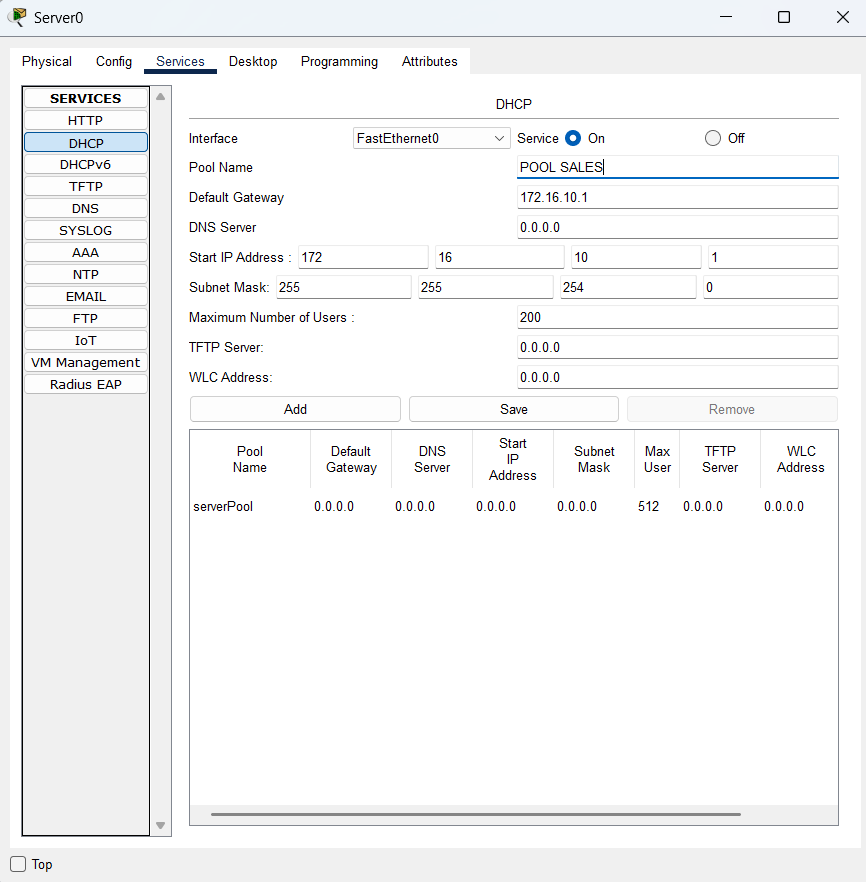 Server0
Physical Config Services Desktop Programming Attributes
SERVICES
HTTP
DHCP
DHCPv6
TFTP
DNS
SYSLOG
AAA
NTP
EMAIL
FTP
IoT
VM Management
Radius EAP
DHCP
Interface FastEthernet0 Service On Off
Pool Name POOL SALES
Default Gateway 172.16.10.1
DNS Server 0.0.0.0
Start IP Address : 172 16 10 1
Subnet Mask: 255 255 254 0
Maximum Number of Users : 200
TFTP Server: 0.0.0.0
WLC Address: 0.0.0.0
Add Save Remove
Pool Name Default Gateway DNS Server Start IP Address Subnet Mask Max User TFTP Server WLC Address
serverPool 0.0.0.0 0.0.0.0 0.0.0.0 0.0.0.0 512 0.0.0.0 0.0.0.0
Top